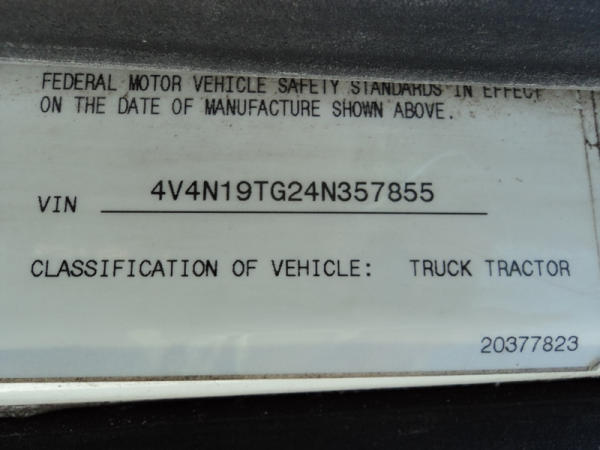 FEDERAL MOTOR VEHICLE SAFETY STANDARDS IN EFFECT
ON THE DATE OF MANUFACTURE SHOWN ABOVE.
VIN 4V4N19TG24N357855
CLASSIFICATION OF VEHICLE: TRUCK TRACTOR
20377823